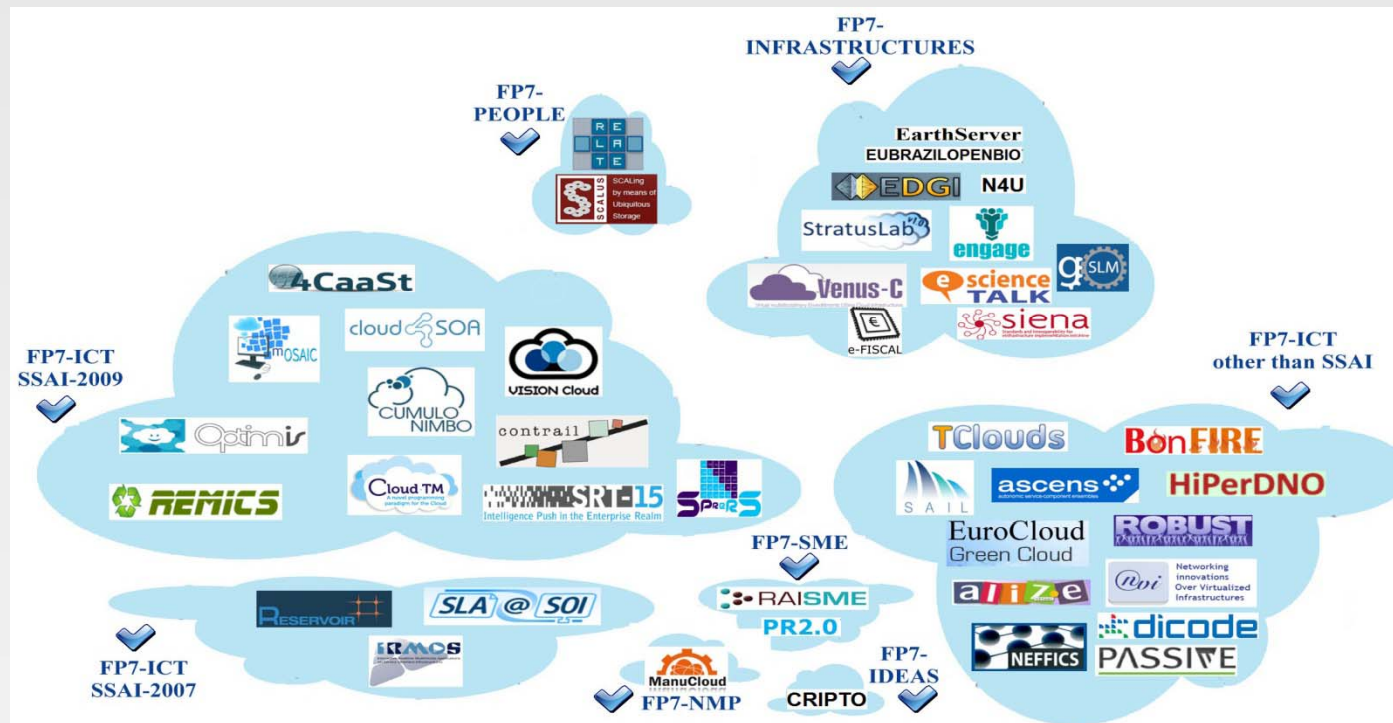 FP7-
INFRASTRUCTURES
FP7-
PEOPLE
RE
LA
TE
SCALUS
SCALing
by means of
Ubiquitous
Storage
EarthServer
EUBRAZILOPENBIO
EDGI
N4U
StratusLab
v1.0
engage
gSLM
Venus-C
e science
TALK
€
e-FISCAL
siena
FP7-ICT
SSAI-2009
4CaaSt
mOSAIC
cloud SOA
VISION Cloud
CUMULO
NIMBO
Optimis
contrail
REMICS
Cloud TM
A novel programming
paradigm for the Cloud
SRT-15
Intelligence Push in the Enterprise Realm
SPRERS
FP7-ICT
other than SSAI
TClouds
BonFIRE
SAIL
ascens
autonomic service-component ensembles
HiPerDNO
EuroCloud
Green Cloud
ROBUST
alize
nvi
Networking
innovations
Over Virtualized
Infrastructures
NEFFICS
dicode
PASSIVE
FP7-SME
RAISME
PR2.0
FP7-ICT
SSAI-2007
RESERVOIR
SLA@SOI
IRMOS
ManuCloud
FP7-NMP
CRIPTO
FP7-
IDEAS